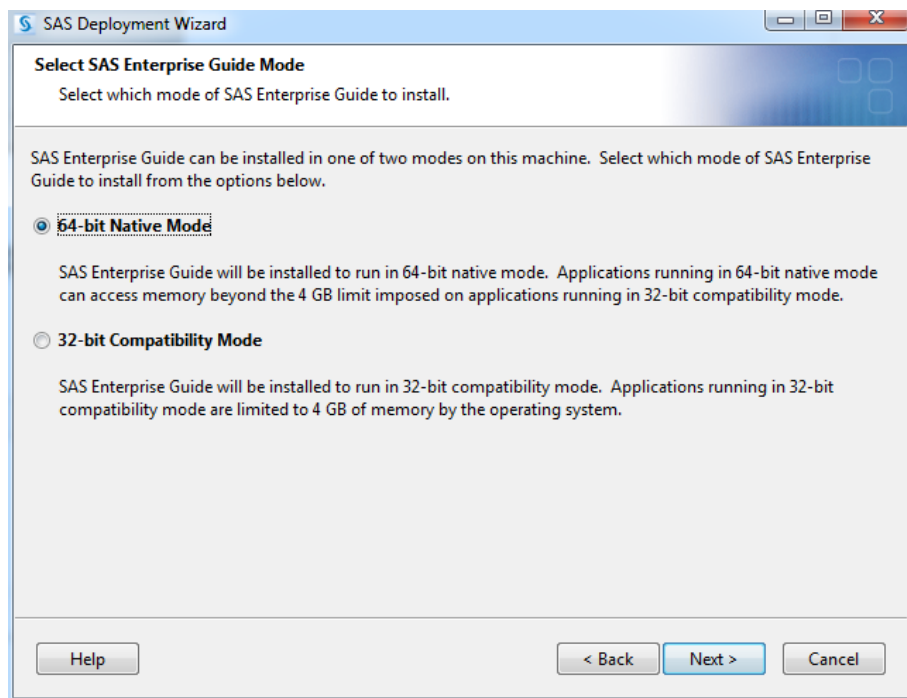 SAS Deployment Wizard
Select SAS Enterprise Guide Mode
Select which mode of SAS Enterprise Guide to install.
SAS Enterprise Guide can be installed in one of two modes on this machine.  Select which mode of SAS Enterprise
Guide to install from the options below.
64-bit Native Mode
SAS Enterprise Guide will be installed to run in 64-bit native mode.  Applications running in 64-bit native mode
can access memory beyond the 4 GB limit imposed on applications running in 32-bit compatibility mode.
32-bit Compatibility Mode
SAS Enterprise Guide will be installed to run in 32-bit compatibility mode.  Applications running in 32-bit
compatibility mode are limited to 4 GB of memory by the operating system.
Help
< Back
Next >
Cancel